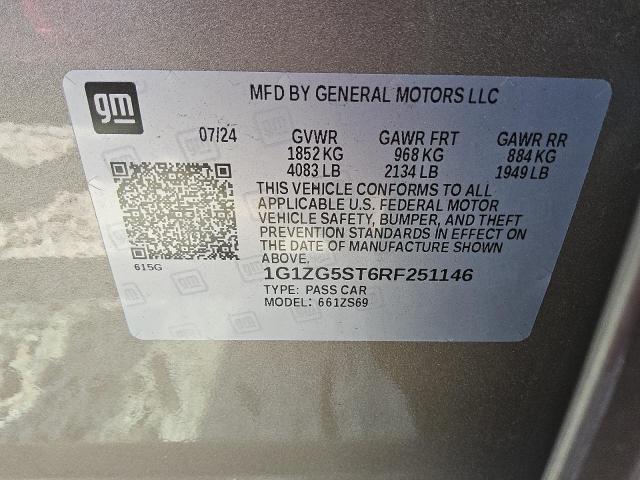 gm
MFD BY GENERAL MOTORS LLC
07/24 GVWR GAWR FRT GAWR RR
1852 KG 968 KG 884 KG
4083 LB 2134 LB 1949 LB
THIS VEHICLE CONFORMS TO ALL
APPLICABLE U.S. FEDERAL MOTOR
VEHICLE SAFETY, BUMPER, AND THEFT
PREVENTION STANDARDS IN EFFECT ON
THE DATE OF MANUFACTURE SHOWN
ABOVE.
615G
1G1ZG5ST6RF251146
TYPE: PASS CAR
MODEL: 661ZS69